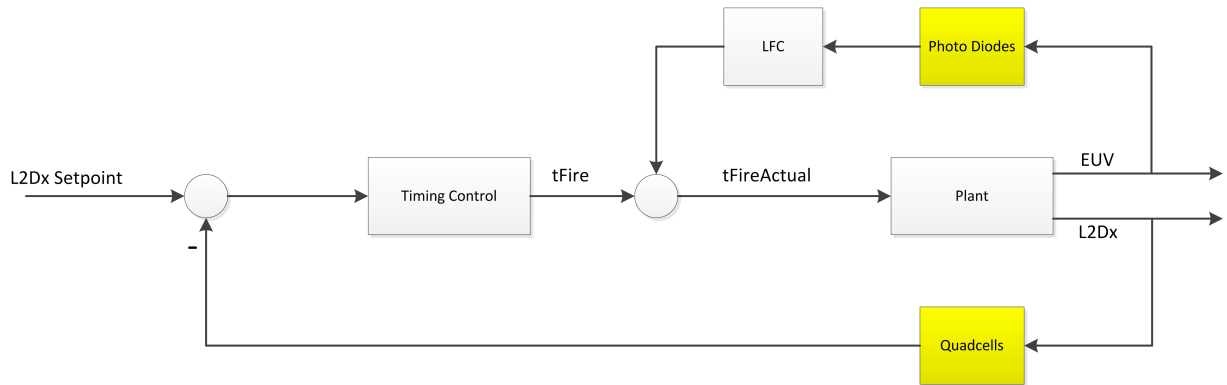 LFC
Photo Diodes
L2Dx Setpoint
Timing Control
tFire
tFireActual
Plant
EUV
L2Dx
-
Quadcells